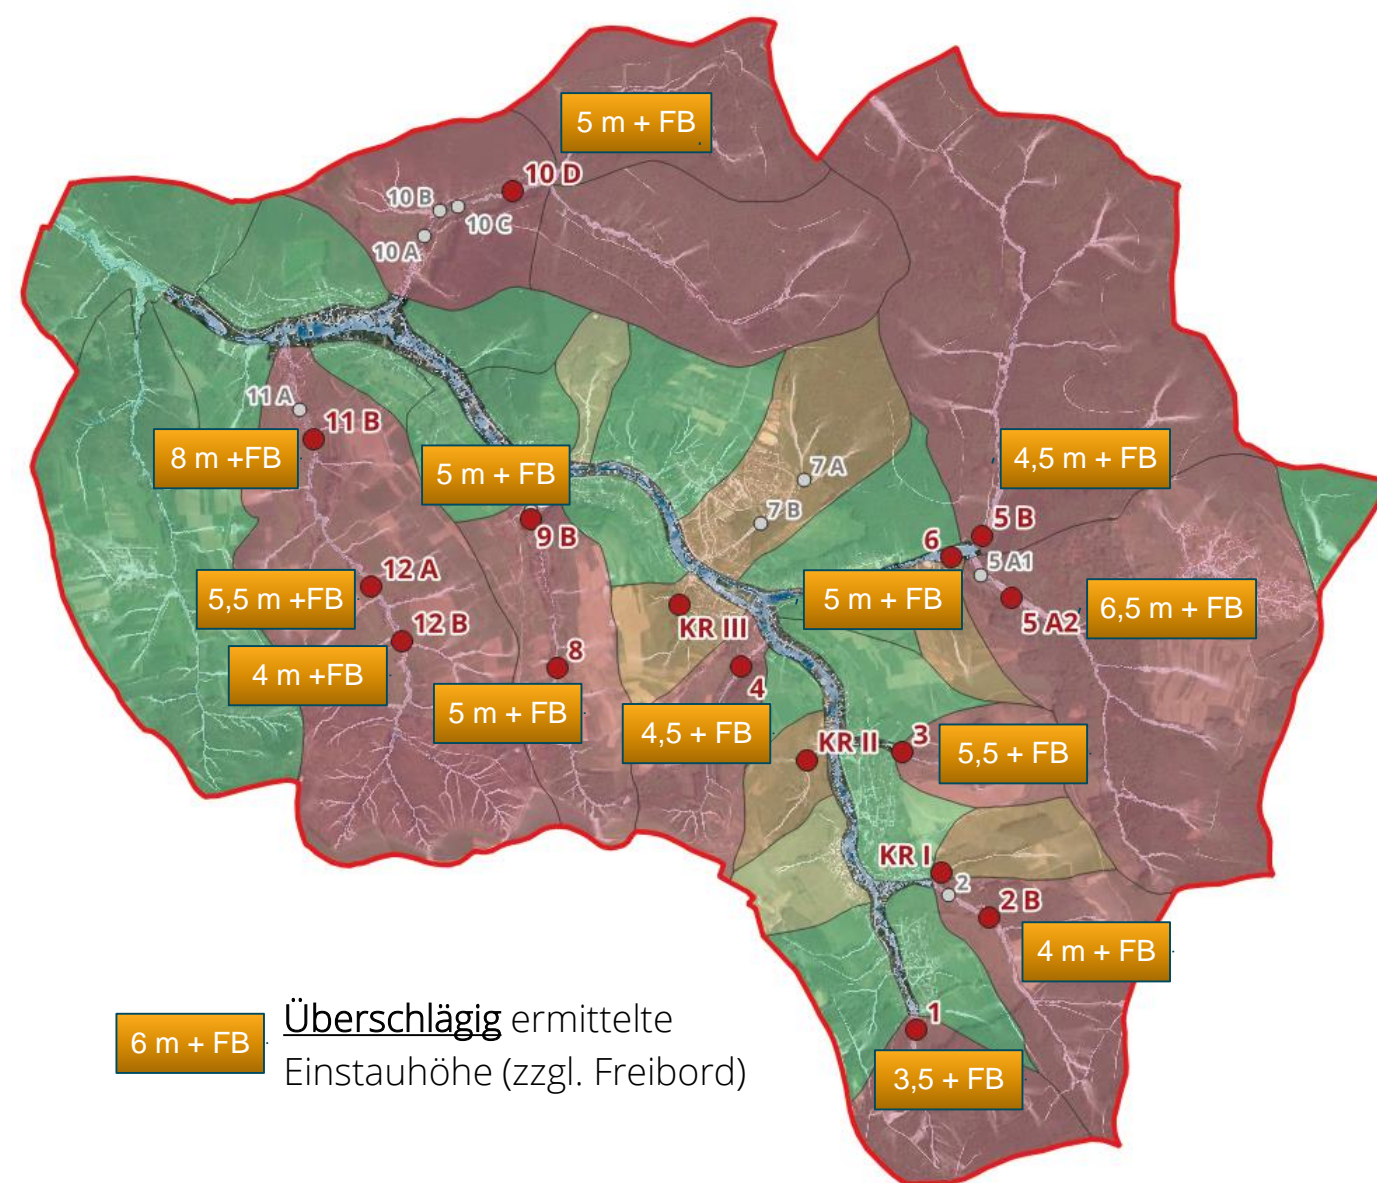 5 m + FB
10 D
10 B
10 C
10 A
11 A
11 B
8 m +FB
5 m + FB
4,5 m + FB
7 A
7 B
9 B
5 B
6
5 A1
12 A
5,5 m +FB
5 m + FB
5 A2
6,5 m + FB
KR III
12 B
4 m +FB
8
4
5 m + FB
4,5 + FB
KR II
3
5,5 + FB
KR I
2
2 B
4 m + FB
1
3,5 + FB
6 m + FB
Überschlägig ermittelte
Einstauhöhe (zzgl. Freibord)